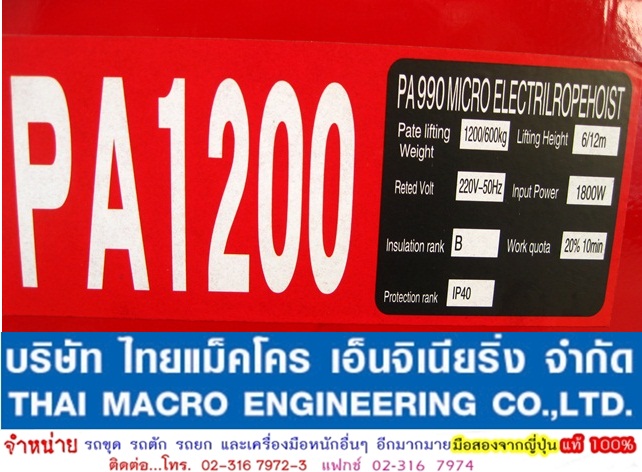 PA1200
PA990 MICRO ELECTRILROPEHOIST
Pate lifting Weight 1200/600kg Lifting Height 6/12m
Reted Volt 220V~50Hz Input Power 1800W
Insulation rank B Work quota 20% 10min
Protection rank IP40
บริษัท ไทยแม็คโคร เอ็นจิเนียริ่ง จำกัด
THAI MACRO ENGINEERING CO.,LTD.
จำหน่าย รถขุด รถตัก รถยก และเครื่องมือหนักอื่นๆ อีกมากมาย มือสองจากญี่ปุ่น แท้ 100%
ติดต่อ...โทร. 02-316 7972-3 แฟกซ์ 02-316 7974